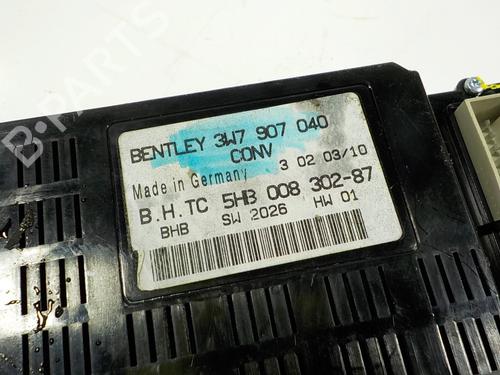 B-Parts
BENTLEY 3W7 907 040
CONV
Made in Germany 3 02 03/10
B.H.TC 5HB 008 302-87
BHB SW 2026 HW 01